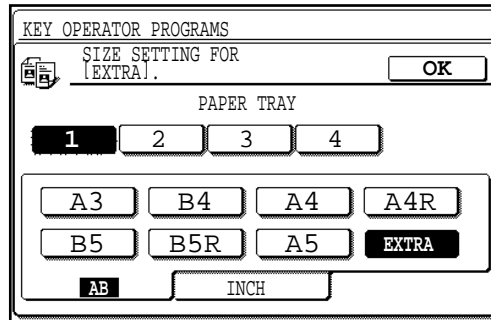 KEY OPERATOR PROGRAMS
SIZE SETTING FOR
[EXTRA].
OK
PAPER TRAY
1 2 3 4
A3 B4 A4 A4R
B5 B5R A5 EXTRA
AB INCH